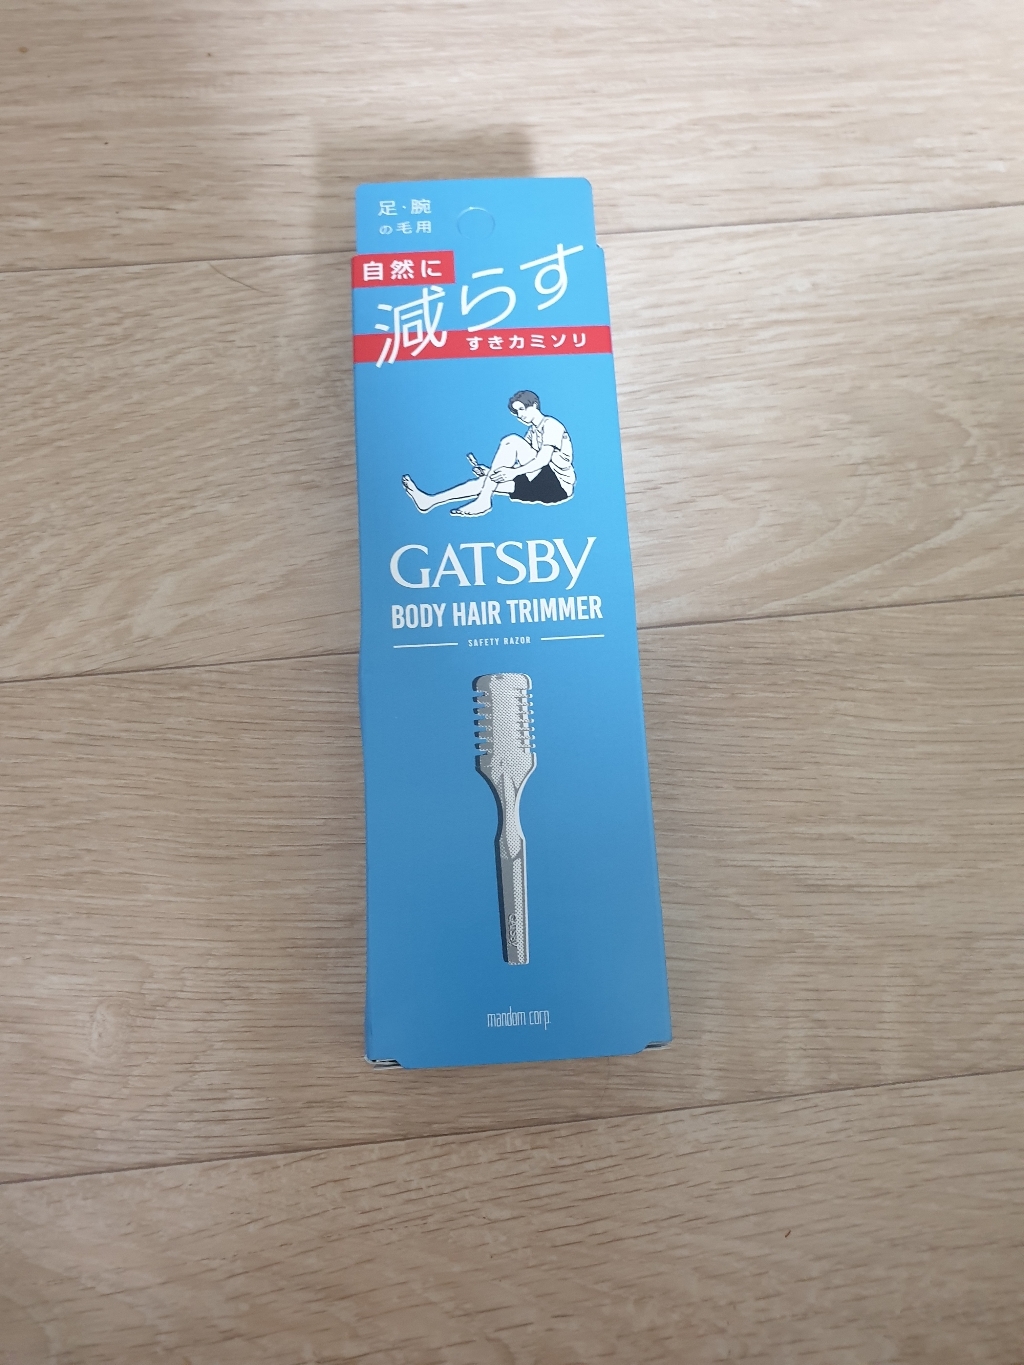 足・腕
の毛用
自然に
減らす
すきカミソリ
GATSBY
BODY HAIR TRIMMER
SAFETY RAZOR
GATSBY
mandom corp